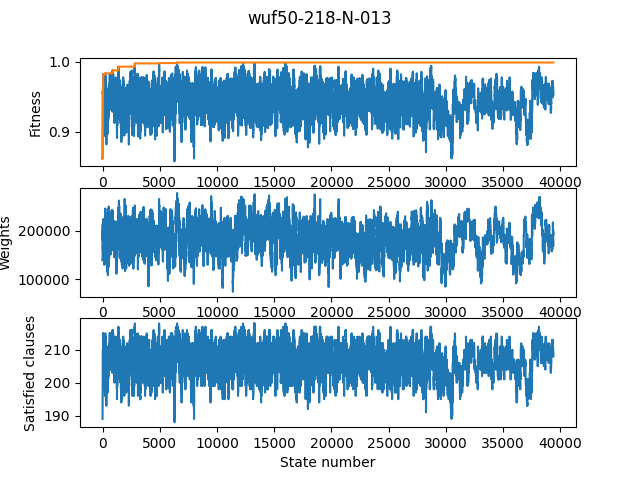 wuf50-218-N-013
1.0
0.9
Fitness
0 5000 10000 15000 20000 25000 30000 35000 40000
200000
100000
Weights
0 5000 10000 15000 20000 25000 30000 35000 40000
210
200
190
Satisfied clauses
0 5000 10000 15000 20000 25000 30000 35000 40000
State number